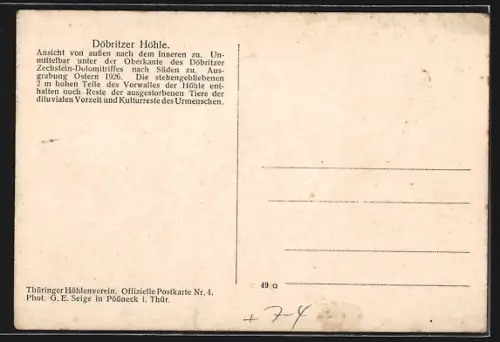 Döbritzer Höhle.
Ansicht von außen nach dem Inneren zu. Un-
mittelbar unter der Oberkante des Döbritzer
Zechstein-Dolomitriffes nach Süden zu. Aus-
grabung Ostern 1926. Die stehengebliebenen
2 m hohen Teile des Vorwalles der Höhle ent-
halten noch Reste der ausgestorbenen Tiere der
diluvialen Vorzeit und Kulturreste des Urmenschen.
Thüringer Höhlenverein. Offizielle Postkarte Nr. 4.
Phot. G. E. Seige in Pößneck i. Thür.
49 Q
+ 7-4